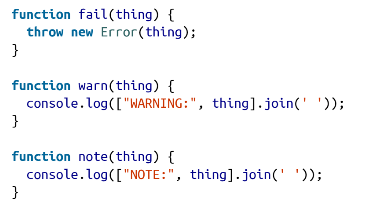 function fail(thing) {
  throw new Error(thing);
}

function warn(thing) {
  console.log(["WARNING:", thing].join(' '));
}

function note(thing) {
  console.log(["NOTE:", thing].join(' '));
}